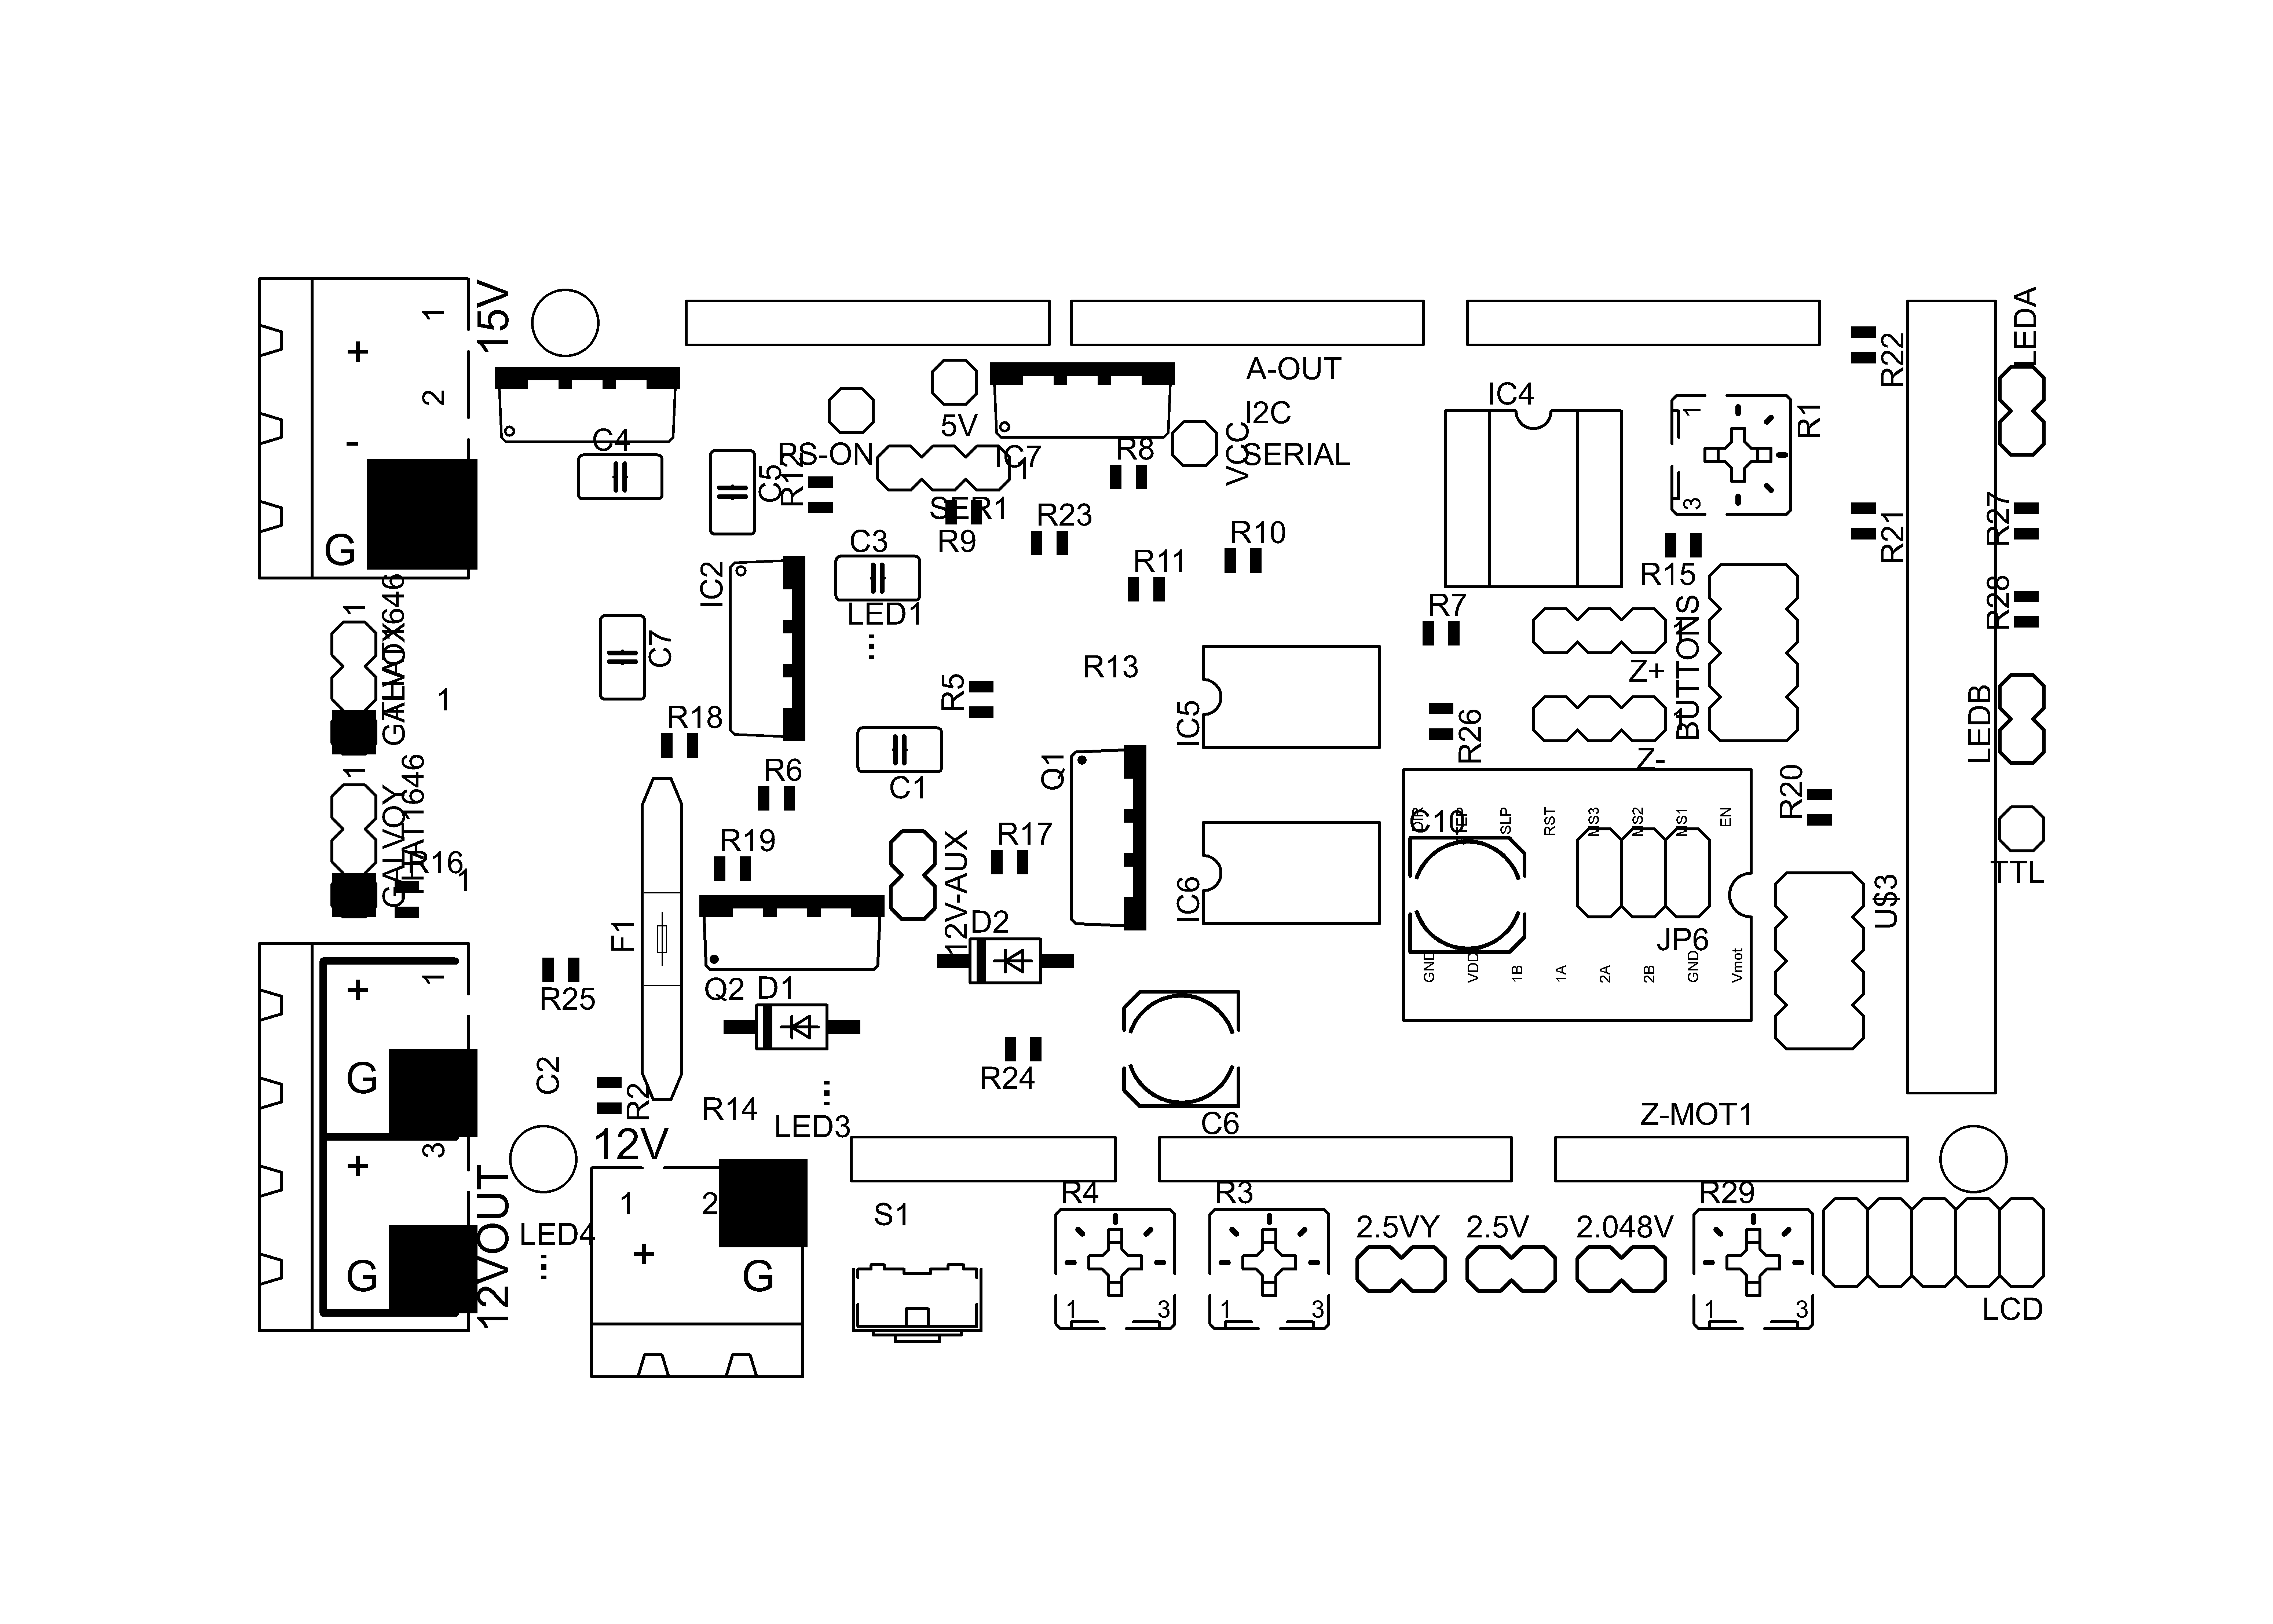 15V
1
+
2
-
G
LEDA
A-OUT
I2C
SERIAL
VCC
IC4
R1
1
3
R22
5V
C4
PS-ON
C5
R12
IC7
1
SER1
R9
R8
R23
R10
R11
C3
LED1
IC2
C7
R21
R27
R28
R15
R7
BUTTONS
Z+
1
Z-
1
R13
R5
IC5
R26
LEDB
1
GALVOX
1
R18
R6
C1
Q1
C10
DIR
STEP
SLP
RST
MS3
MS2
MS1
EN
R20
1
GALVOY
THAT1646
R16
1
R19
R17
12V-AUX
D2
IC6
TTL
U$3
JP6
GND
VDD
1B
1A
2A
2B
GND
Vmot
F1
R25
Q2
D1
+
1
G
C2
R2
R14
LED3
R24
C6
Z-MOT1
+
3
G
12VOUT
12V
1
2
+
G
LED4
S1
R4
1
3
R3
1
3
2.5VY
2.5V
2.048V
R29
1
3
LCD